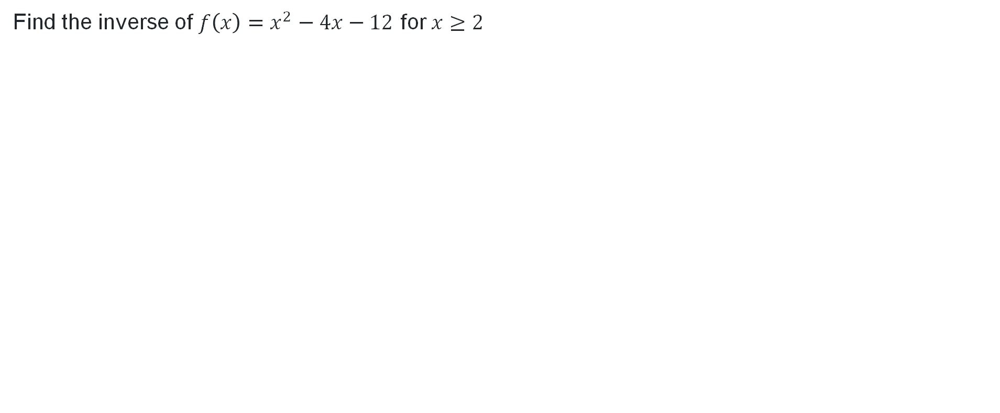 Find the inverse of f(x) = x² − 4x − 12 for x ≥ 2